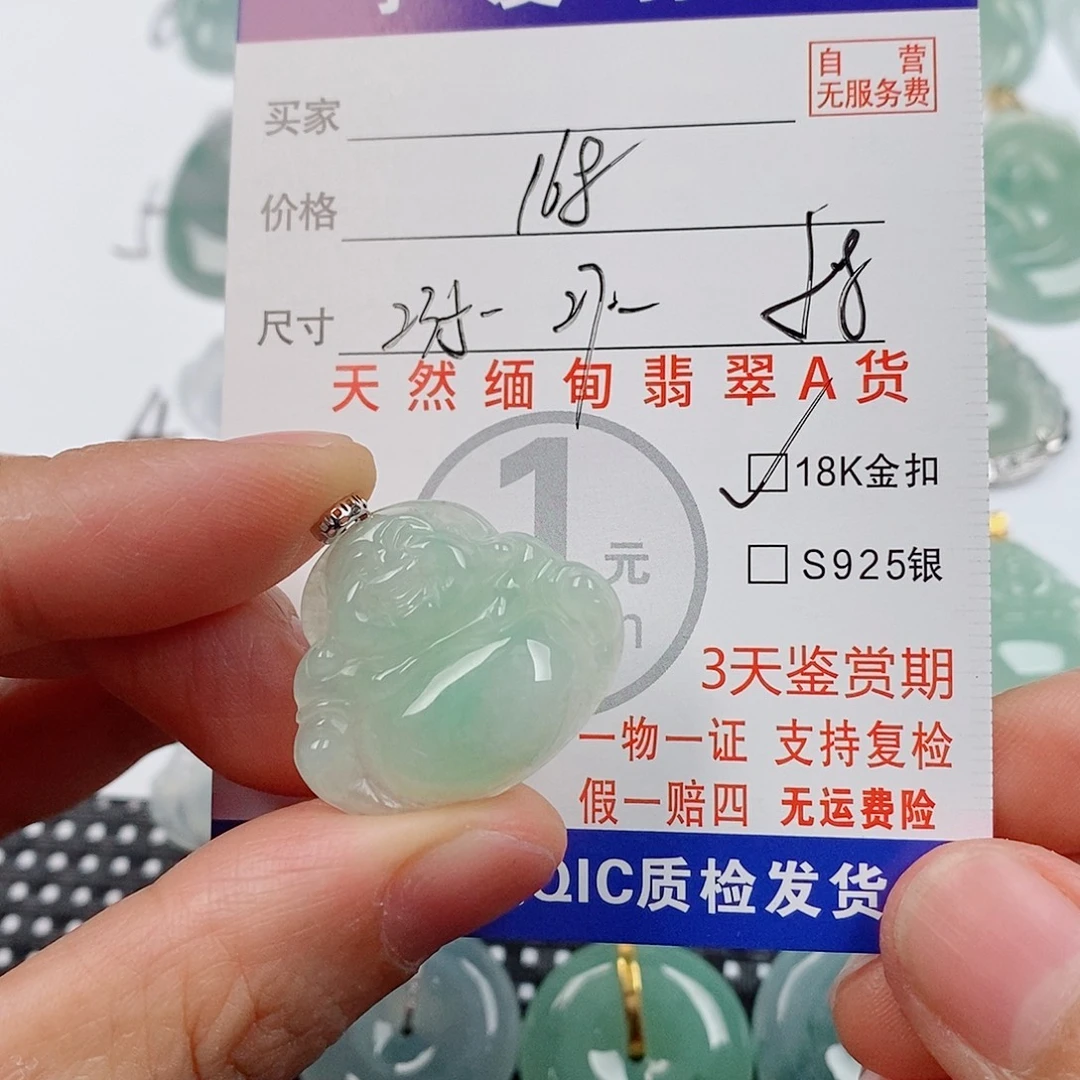 自 营
无服务费
买家
价格 168
尺寸
天然缅甸翡翠A货
1
元
18K金扣
S925银
3天鉴赏期
一物一证 支持复检
假一赔四 无运费险
QIC质检发货